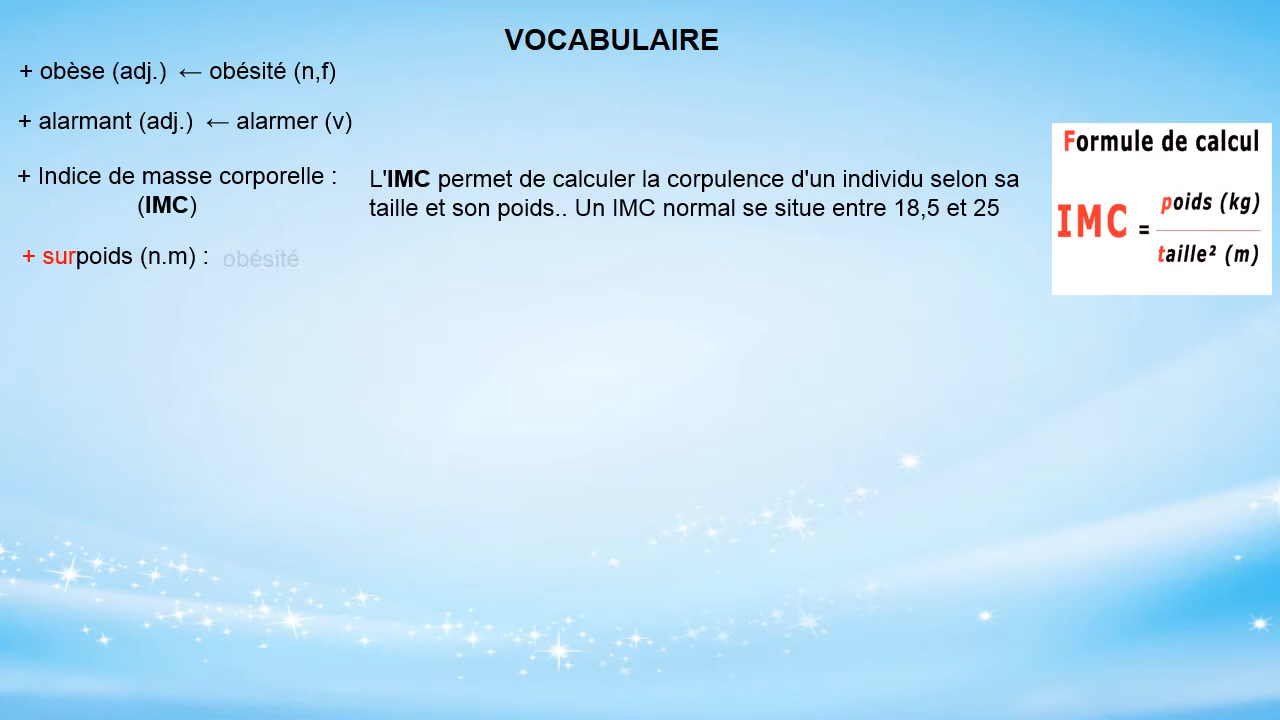 VOCABULAIRE
+ obèse (adj.) ← obésité (n,f)
+ alarmant (adj.) ← alarmer (v)
+ Indice de masse corporelle :
(IMC)
L'IMC permet de calculer la corpulence d'un individu selon sa
taille et son poids.. Un IMC normal se situe entre 18,5 et 25
+ surpoids (n.m) : obésité
Formule de calcul
IMC = poids (kg)
taille² (m)